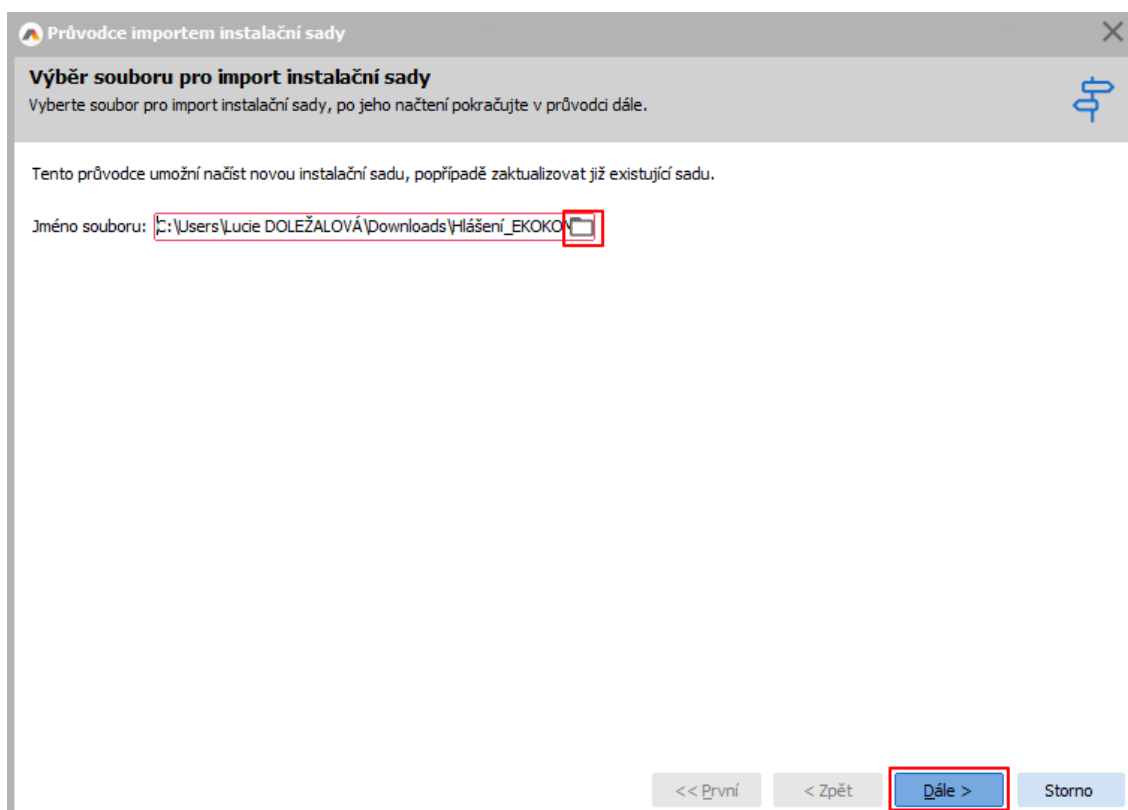 Průvodce importem instalační sady
Výběr souboru pro import instalační sady
Vyberte soubor pro import instalační sady, po jeho načtení pokračujte v průvodci dále.
Tento průvodce umožní načíst novou instalační sadu, popřípadě zaktualizovat již existující sadu.
Jméno souboru: C:\Users\Lucie DOLEŽALOVÁ\Downloads\Hlášení_EKOKO
<< První < Zpět Dále > Storno